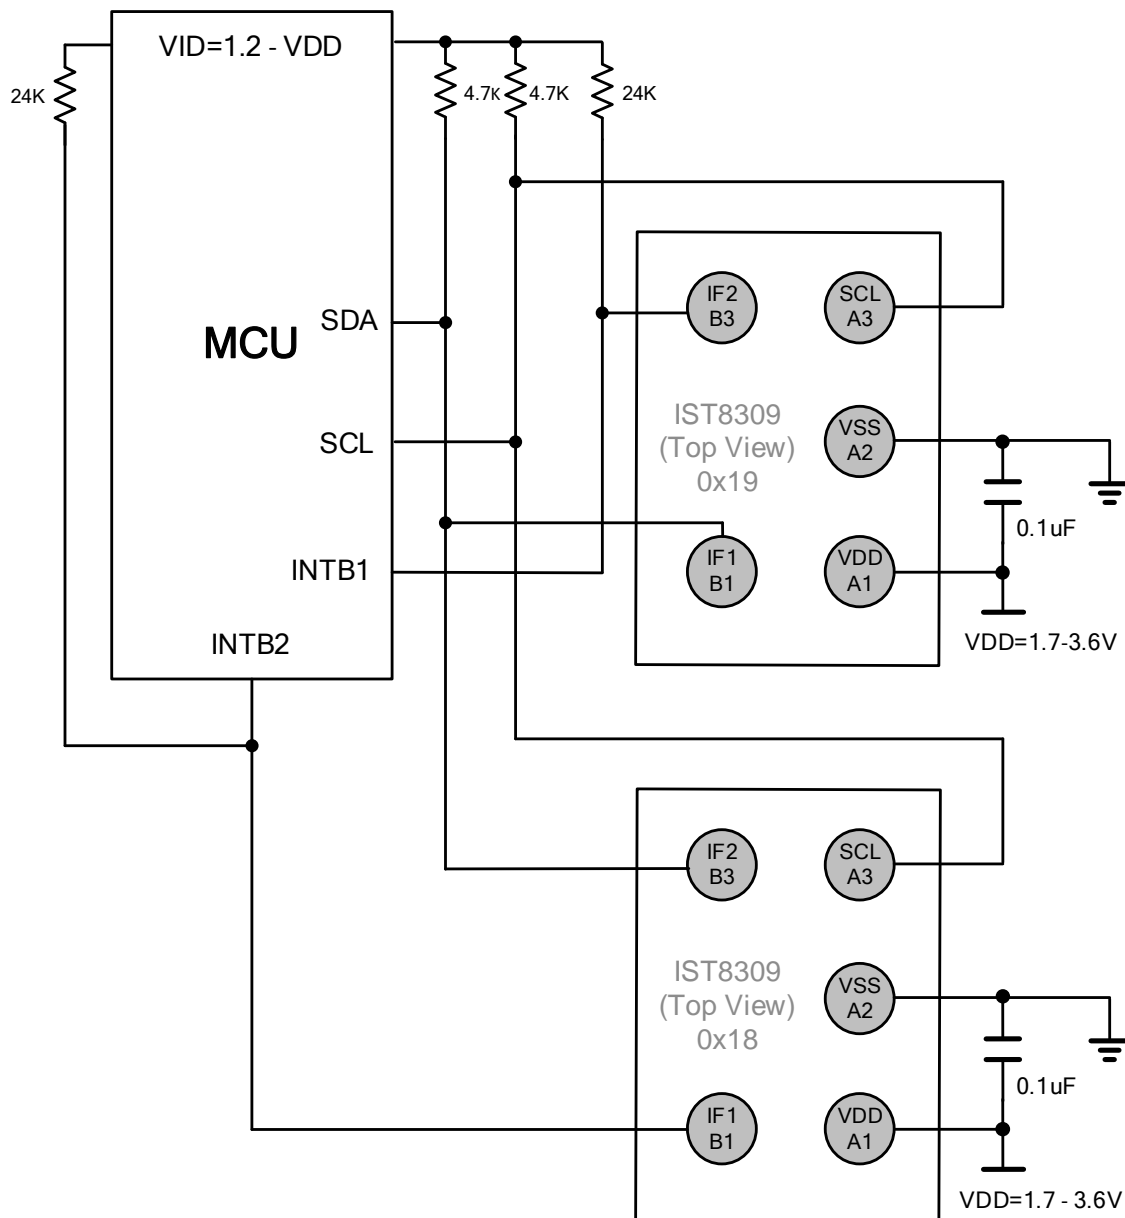 VID=1.2 - VDD
24K
4.7K
4.7K
24K
SDA
MCU
SCL
INTB1
INTB2
IF2
B3
SCL
A3
IST8309
(Top View)
0x19
VSS
A2
0.1uF
IF1
B1
VDD
A1
VDD=1.7-3.6V
IF2
B3
SCL
A3
IST8309
(Top View)
0x18
VSS
A2
0.1uF
IF1
B1
VDD
A1
VDD=1.7 - 3.6V